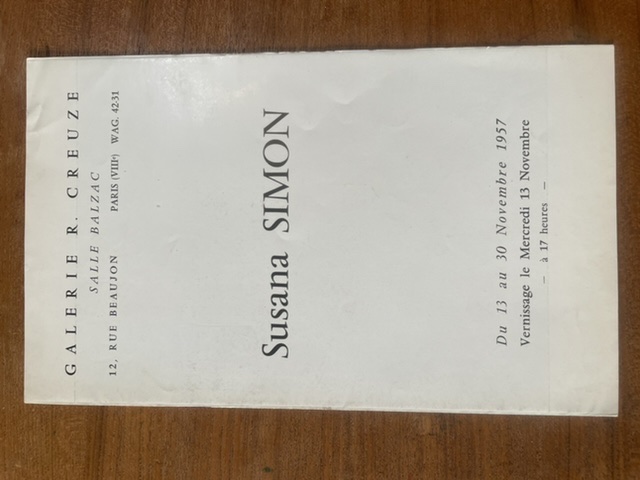 GALERIE R. CREUZE
SALLE BALZAC
12, RUE BEAUJON PARIS (VIIIe) WAG. 42-31
Susana SIMON
Du 13 au 30 Novembre 1957
Vernissage le Mercredi 13 Novembre
— à 17 heures —